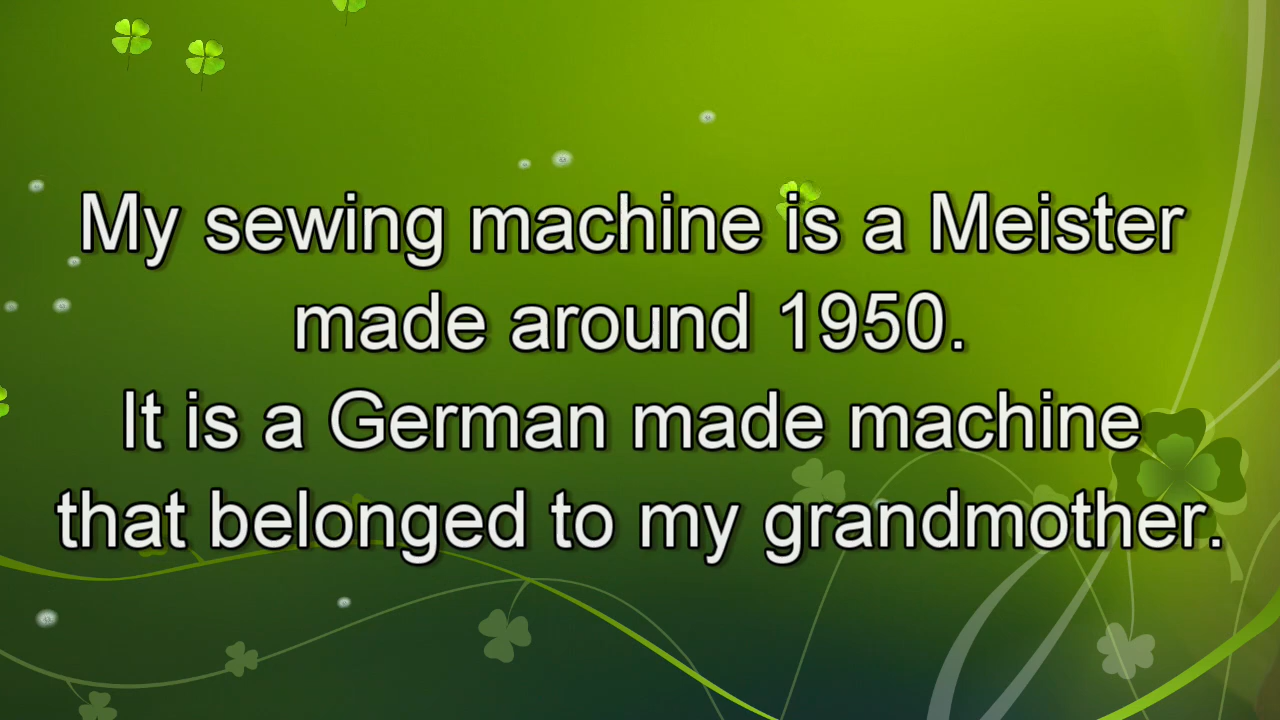 My sewing machine is a Meister
made around 1950.
It is a German made machine
that belonged to my grandmother.